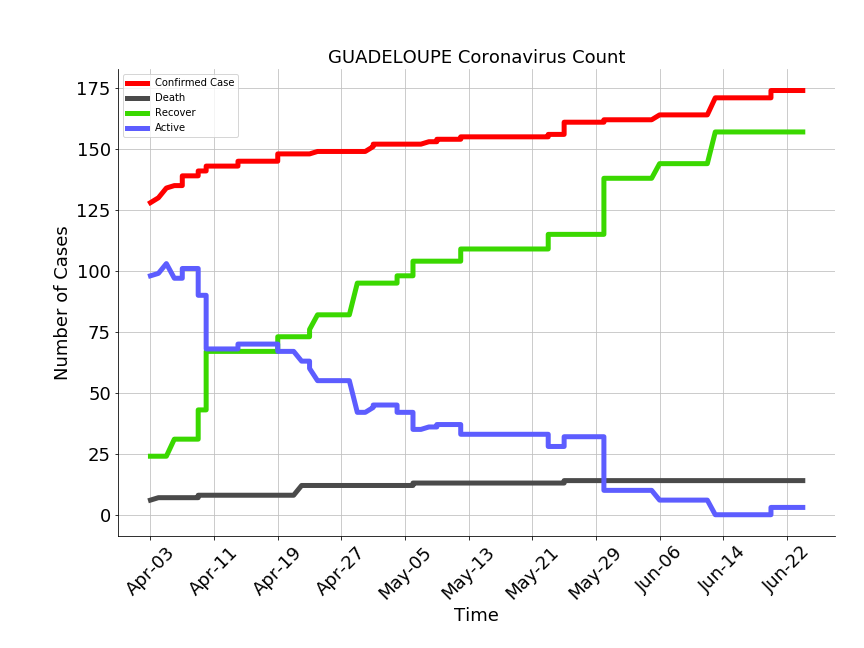 GUADELOUPE Coronavirus Count
Confirmed Case
Death
Recover
Active
175
150
125
100
75
50
25
0
Number of Cases
Apr-03
Apr-11
Apr-19
Apr-27
May-05
May-13
May-21
May-29
Jun-06
Jun-14
Jun-22
Time